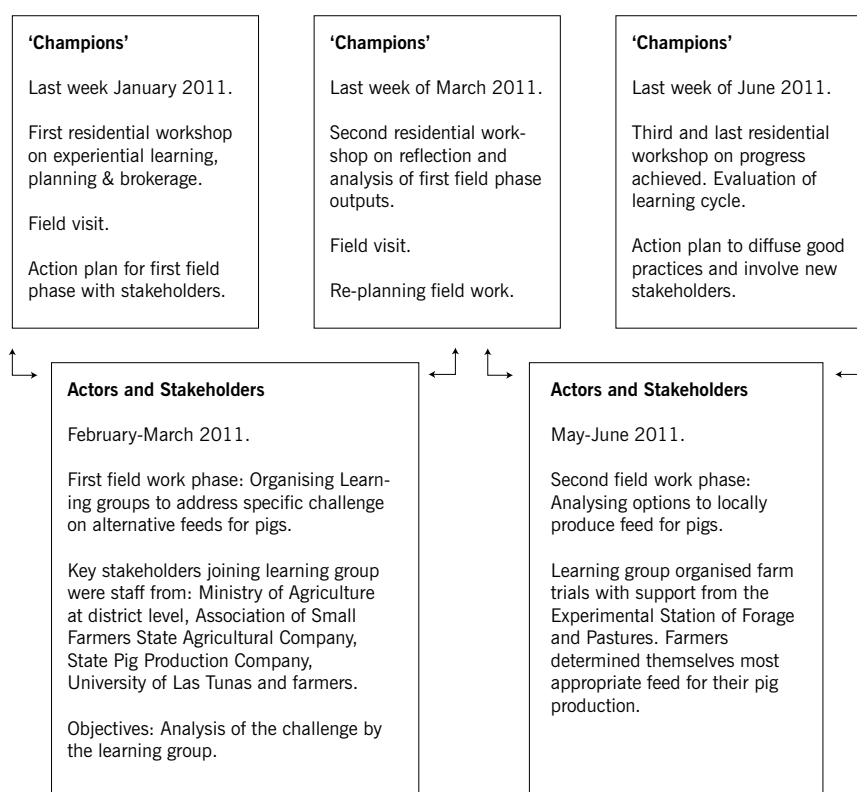 ‘Champions’
Last week January 2011.
First residential workshop
on experiential learning,
planning & brokerage.
Field visit.
Action plan for first field
phase with stakeholders.
‘Champions’
Last week of March 2011.
Second residential work-
shop on reflection and
analysis of first field phase
outputs.
Field visit.
Re-planning field work.
‘Champions’
Last week of June 2011.
Third and last residential
workshop on progress
achieved. Evaluation of
learning cycle.
Action plan to diffuse good
practices and involve new
stakeholders.
Actors and Stakeholders
February-March 2011.
First field work phase: Organising Learn-
ing groups to address specific challenge
on alternative feeds for pigs.
Key stakeholders joining learning group
were staff from: Ministry of Agriculture
at district level, Association of Small
Farmers State Agricultural Company,
State Pig Production Company,
University of Las Tunas and farmers.
Objectives: Analysis of the challenge by
the learning group.
Actors and Stakeholders
May-June 2011.
Second field work phase:
Analysing options to locally
produce feed for pigs.
Learning group organised farm
trials with support from the
Experimental Station of Forage
and Pastures. Farmers
determined themselves most
appropriate feed for their pig
production.